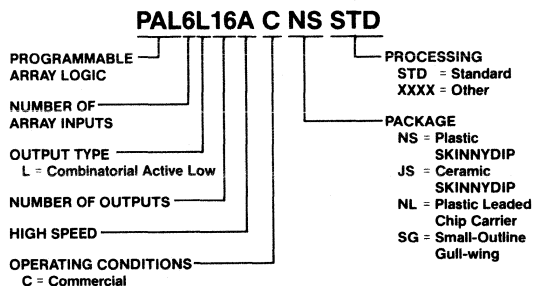 PAL6L16A C NS STD
PROGRAMMABLE
ARRAY LOGIC
NUMBER OF
ARRAY INPUTS
OUTPUT TYPE
L = Combinatorial Active Low
NUMBER OF OUTPUTS
HIGH SPEED
OPERATING CONDITIONS
C = Commercial
PROCESSING
STD = Standard
XXXX = Other
PACKAGE
NS = Plastic
SKINNYDIP
JS = Ceramic
SKINNYDIP
NL = Plastic Leaded
Chip Carrier
SG = Small-Outline
Gull-wing